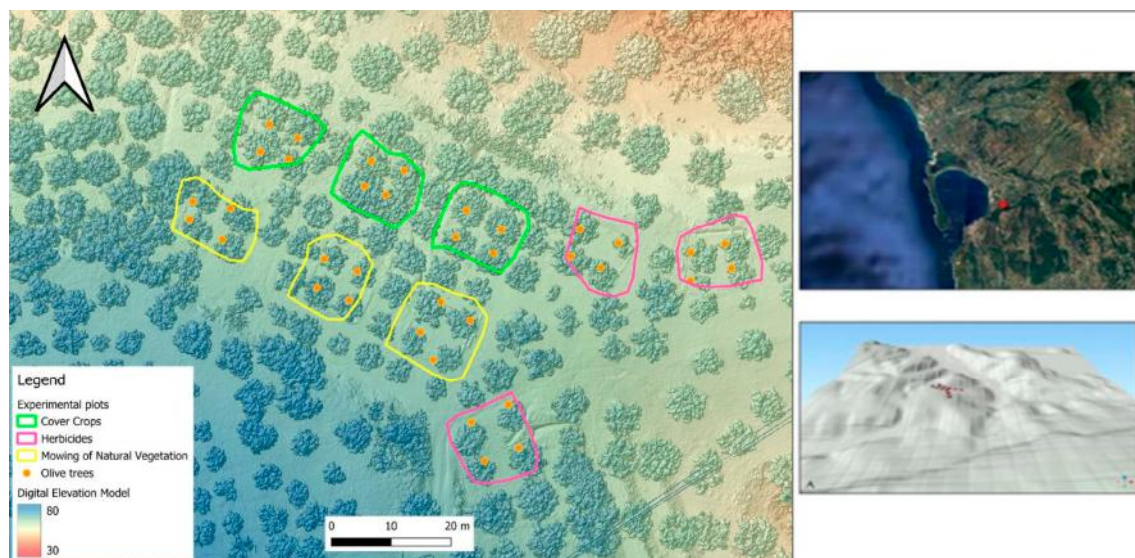 Legend
Experimental plots
Cover Crops
Herbicides
Mowing of Natural Vegetation
Olive trees
Digital Elevation Model
80
30
0 10 20 m